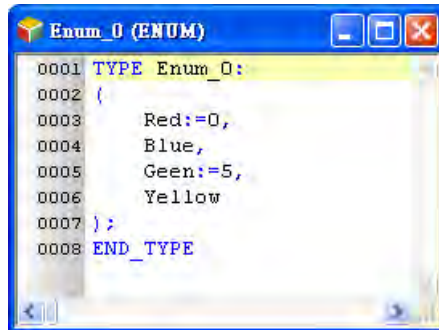 Enum_0 (ENUM)
0001 TYPE Enum_0:
0002 (
0003 Red:=0,
0004 Blue,
0005 Geen:=5,
0006 Yellow
0007 );
0008 END_TYPE